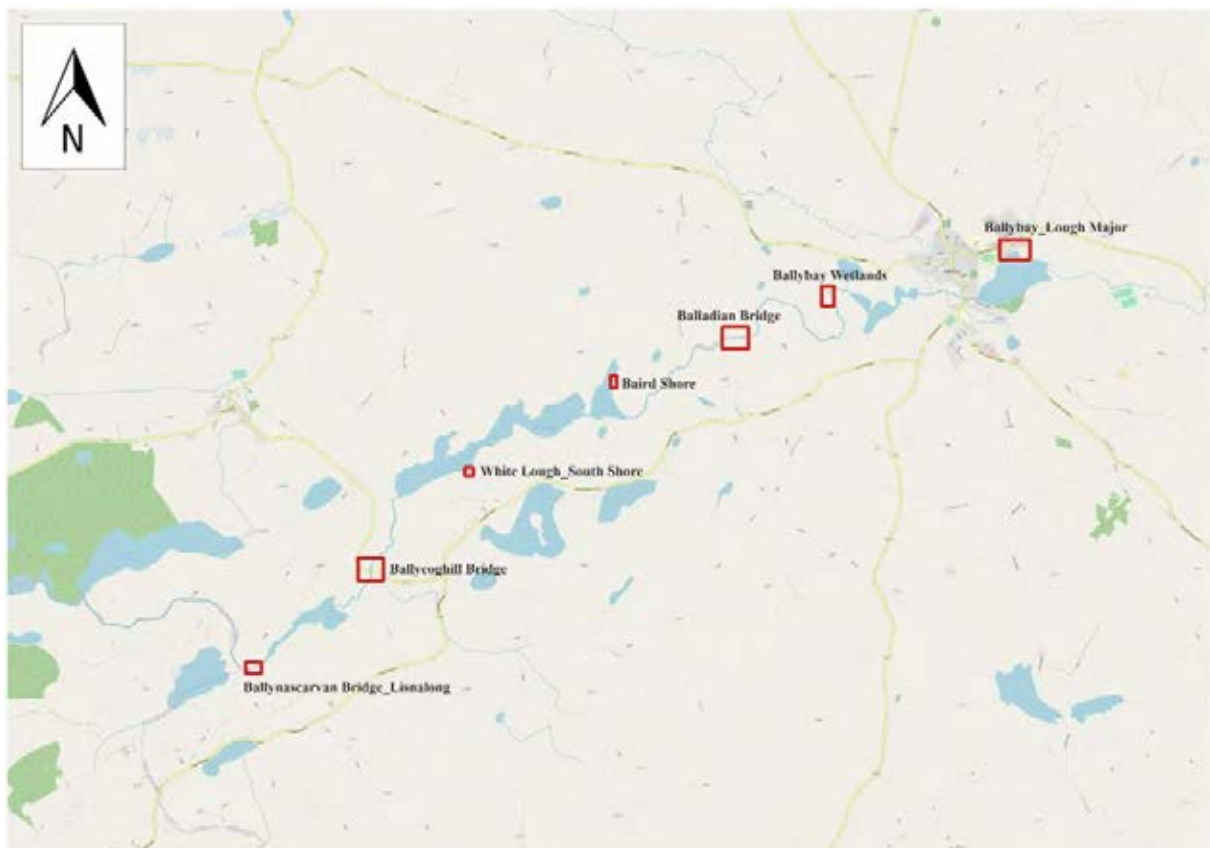 N
Ballybay_Lough Major
Ballybay Wetlands
Balladian Bridge
Baird Shore
White Lough_South Shore
Ballycoghill Bridge
Ballynascarvan Bridge_Lisnalong